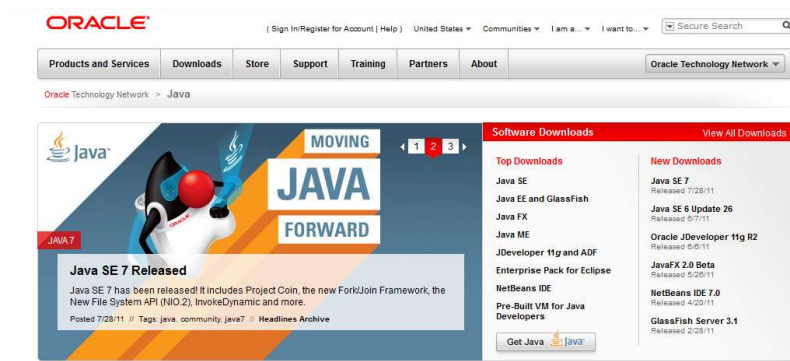 ORACLE
( Sign In/Register for Account | Help ) United States Communities I am a... I want to... Secure Search
Products and Services Downloads Store Support Training Partners About Oracle Technology Network
Oracle Technology Network > Java
Java
MOVING
JAVA
FORWARD
1 2 3
ORACLE
JAVA 7
Java SE 7 Released
Java SE 7 has been released! It includes Project Coin, the new Fork/Join Framework, the
New File System API (NIO.2), InvokeDynamic and more.
Posted 7/28/11 // Tags: java, community, java7 // Headlines Archive
Software Downloads View All Downloads
Top Downloads
Java SE
Java EE and GlassFish
Java FX
Java ME
JDeveloper 11g and ADF
Enterprise Pack for Eclipse
NetBeans IDE
Pre-Built VM for Java
Developers
Get Java Java
New Downloads
Java SE 7
Released 7/28/11
Java SE 6 Update 26
Released 6/7/11
Oracle JDeveloper 11g R2
Released 6/6/11
JavaFX 2.0 Beta
Released 5/26/11
NetBeans IDE 7.0
Released 4/20/11
GlassFish Server 3.1
Released 2/28/11